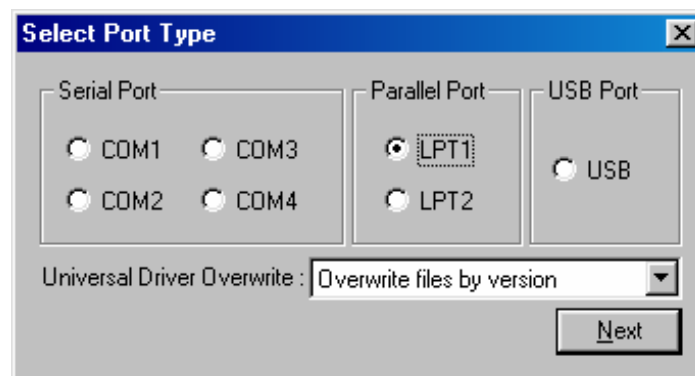 Select Port Type
Serial Port Parallel Port USB Port
COM1 COM3 LPT1 USB
COM2 COM4 LPT2
Universal Driver Overwrite : Overwrite files by version
Next